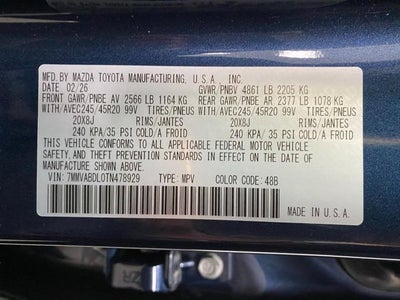 MFD.BY MAZDA TOYOTA MANUFACTURING, U.S.A., INC.
DATE 02/26 GVWR/PNBV 4861 LB 2205 KG
FRONT GAWR/PNBE AV 2566 LB 1164 KG REAR GAWR/PNBE AR 2377 LB 1078 KG
WITH/AVEC245/45R20 99V TIRES/PNEUS WITH/AVEC245/45R20 99V TIRES/PNEUS
20X8J RIMS/JANTES 20X8J RIMS/JANTES
240 KPA/35 PSI COLD/A FROID 240 KPA/35 PSI COLD/A FROID
THIS VEHICLE CONFORMS TO ALL APPLICABLE FEDERAL MOTOR VEHICLE
SAFETY, AND THEFT PREVENTION STANDARDS IN EFFECT ON THE DATE OF
MANUFACTURE SHOWN ABOVE.
VIN: 7MMVABDL0TN478929 TYPE: MPV COLOR CODE: 48B
MADE IN U.S.A.